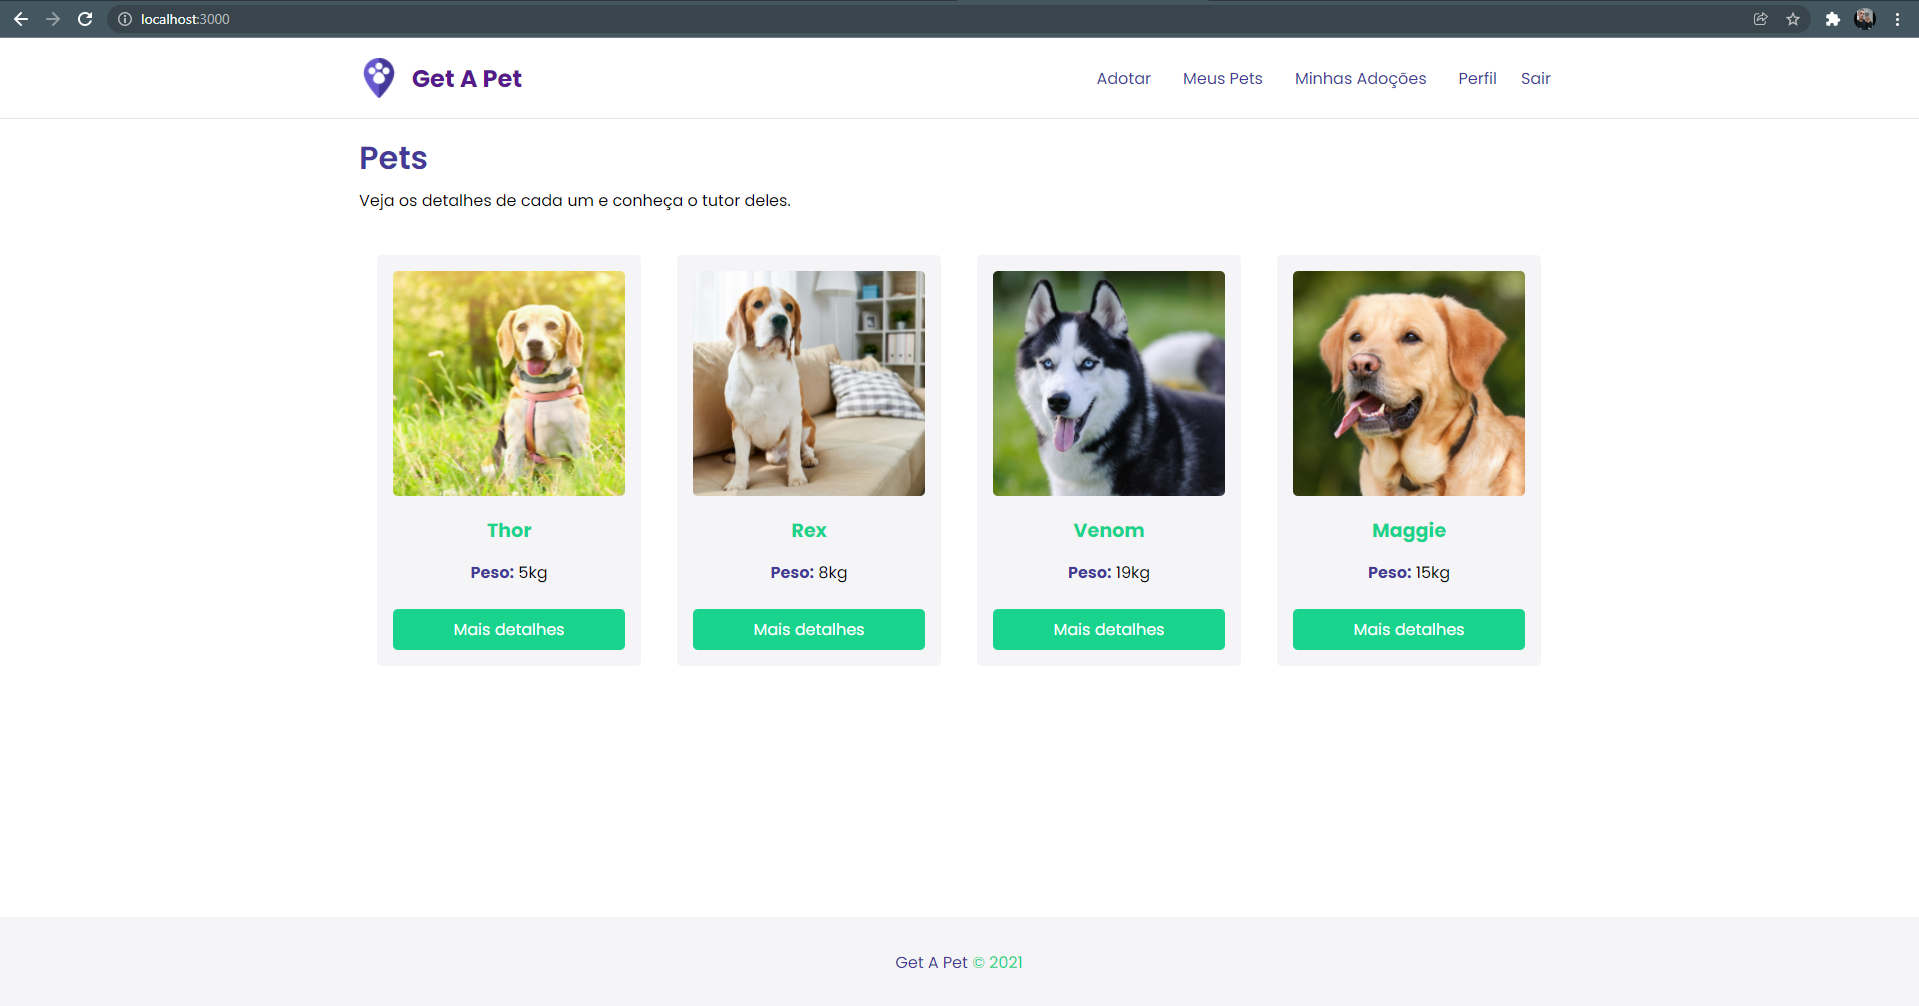 localhost:3000
Get A Pet
Adotar Meus Pets Minhas Adoções Perfil Sair
Pets
Veja os detalhes de cada um e conheça o tutor deles.
Thor Rex Venom Maggie
Peso: 5kg Peso: 8kg Peso: 19kg Peso: 15kg
Mais detalhes Mais detalhes Mais detalhes Mais detalhes
Get A Pet © 2021